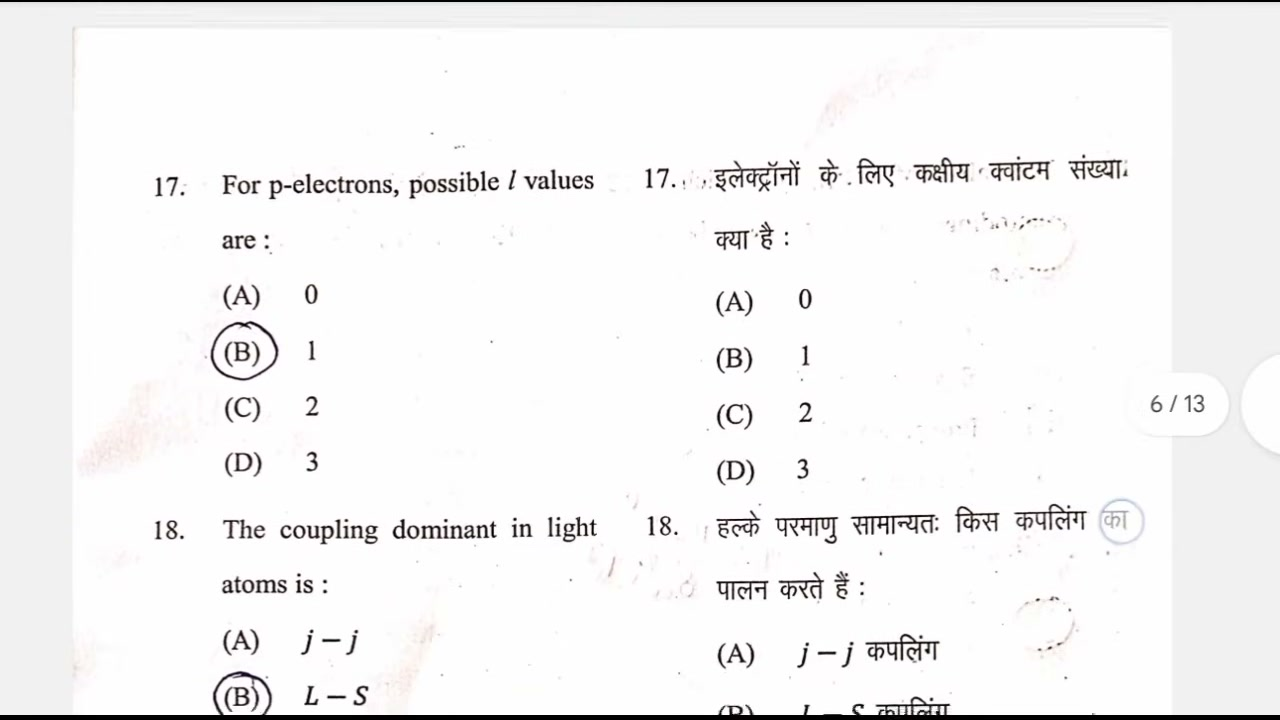 17. For p-electrons, possible l values
are :
(A) 0
(B) 1
(C) 2
(D) 3
18. The coupling dominant in light
atoms is :
(A) j – j
(B) L – S
17. इलेक्ट्रॉनों के लिए कक्षीय क्वांटम संख्या
क्या है :
(A) 0
(B) 1
(C) 2
(D) 3
18. हल्के परमाणु सामान्यतः किस कपलिंग का
पालन करते हैं :
(A) j – j कपलिंग
(B) L – S कपलिंग
6 / 13